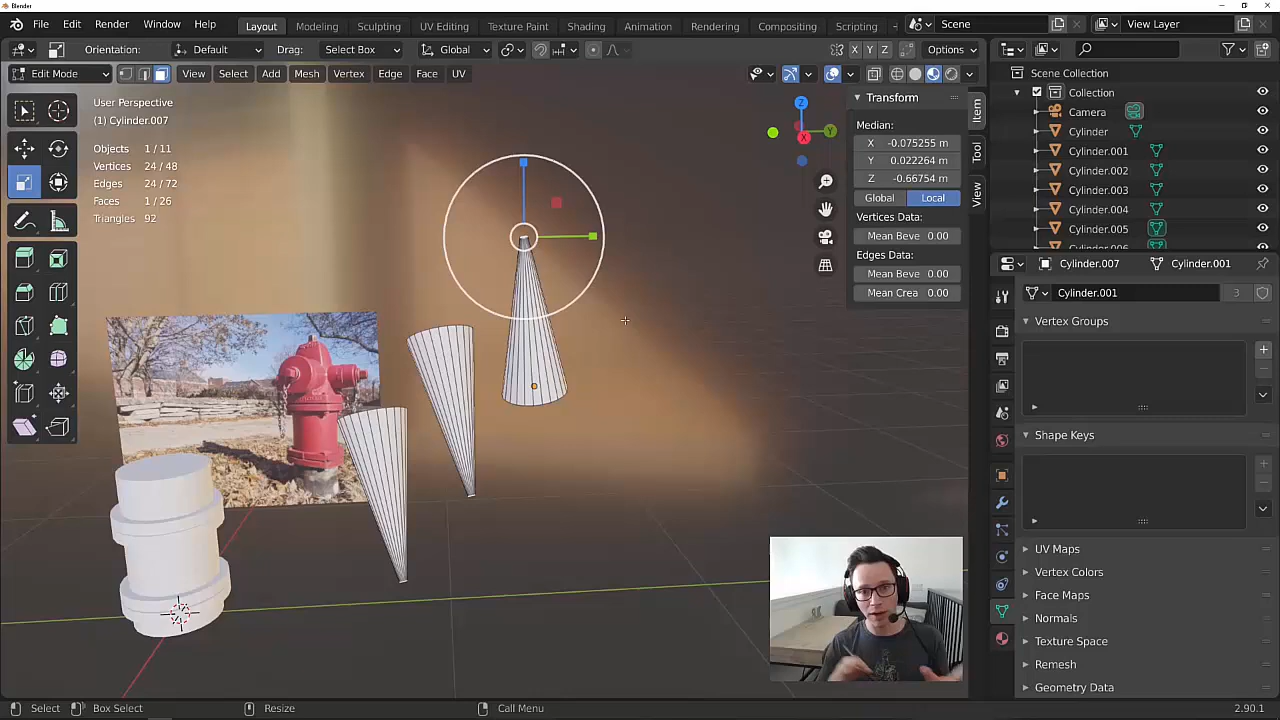 Blender
File Edit Render Window Help
Layout Modeling Sculpting UV Editing Texture Paint Shading Animation Rendering Compositing Scripting
Scene
View Layer
Orientation: Default Drag: Select Box Global
X Y Z Options
Edit Mode View Select Add Mesh Vertex Edge Face UV
User Perspective
(1) Cylinder.007
Objects 1 / 11
Vertices 24 / 48
Edges 24 / 72
Faces 1 / 26
Triangles 92
Z
Y
X
Transform
Median:
X -0.075255 m
Y 0.022264 m
Z -0.66754 m
Global Local
Vertices Data:
Mean Beve 0.00
Edges Data:
Mean Beve 0.00
Mean Crea 0.00
Item
Tool
View
Scene Collection
Collection
Camera
Cylinder
Cylinder.001
Cylinder.002
Cylinder.003
Cylinder.004
Cylinder.005
Cylinder.006
Cylinder.007 Cylinder.001
Cylinder.001 3
Vertex Groups
Shape Keys
UV Maps
Vertex Colors
Face Maps
Normals
Texture Space
Remesh
Geometry Data
Select Box Select Resize Call Menu 2.90.1